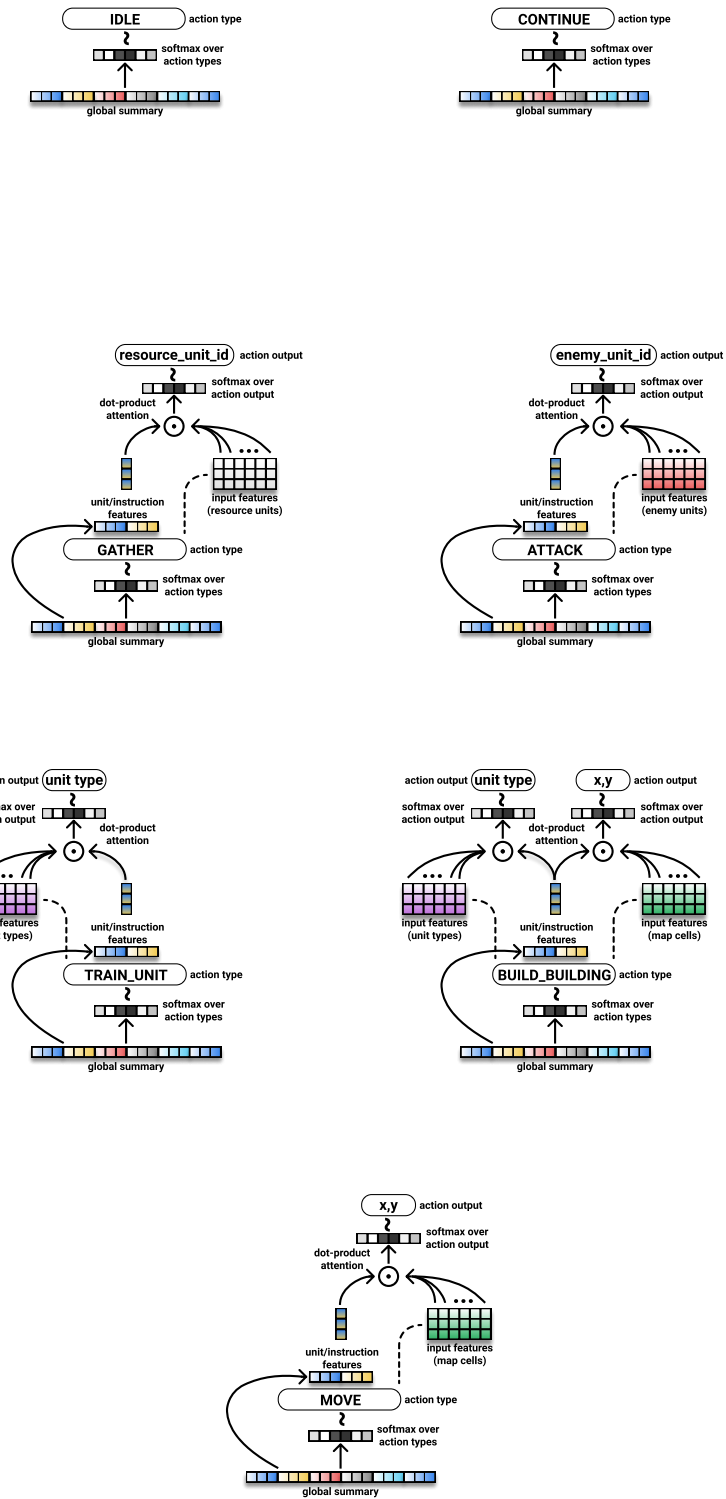 IDLE
action type
softmax over
action types
global summary
CONTINUE
action type
softmax over
action types
global summary
resource_unit_id
action output
softmax over
action output
dot-product
attention
unit/instruction
features
input features
(resource units)
GATHER
action type
softmax over
action types
global summary
enemy_unit_id
action output
softmax over
action output
dot-product
attention
unit/instruction
features
input features
(enemy units)
ATTACK
action type
softmax over
action types
global summary
n output
unit type
ax over
n output
dot-product
attention
features
types)
unit/instruction
features
TRAIN_UNIT
action type
softmax over
action types
global summary
action output
unit type
x,y
action output
softmax over
action output
dot-product
attention
softmax over
action output
input features
(unit types)
unit/instruction
features
input features
(map cells)
BUILD_BUILDING
action type
softmax over
action types
global summary
x,y
action output
softmax over
action output
dot-product
attention
unit/instruction
features
input features
(map cells)
MOVE
action type
softmax over
action types
global summary